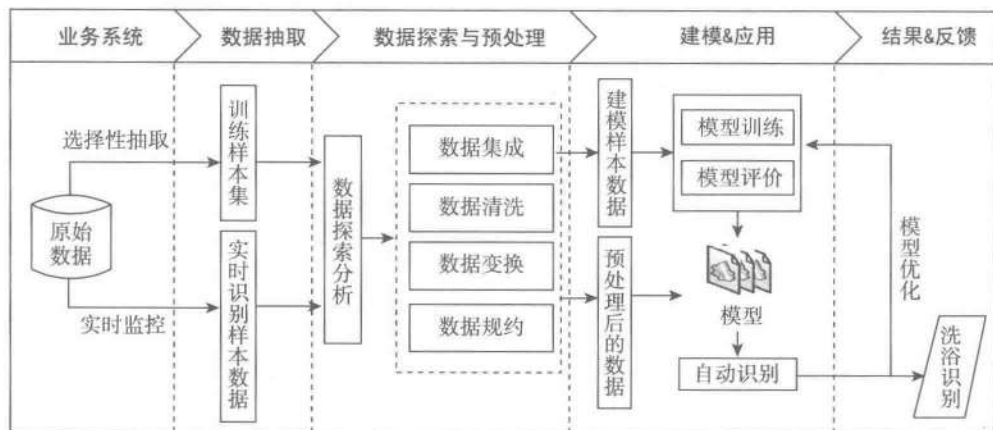 业务系统
数据抽取
数据探索与预处理
建模&应用
结果&反馈
选择性抽取
原始
数据
实时监控
训练样本集
实时识别样本数据
数据探索分析
数据集成
数据清洗
数据变换
数据规约
建模样本数据
预处理后的数据
模型训练
模型评价
模型
自动识别
模型优化
洗浴识别